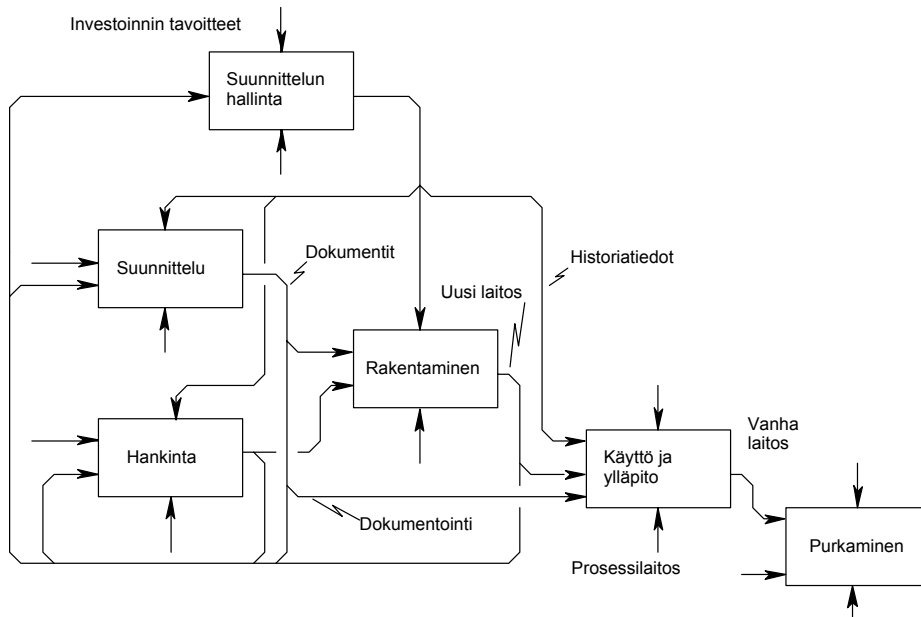 Investoinnin tavoitteet
Suunnittelun
hallinta
Suunnittelu
Dokumentit
Historiatiedot
Uusi laitos
Rakentaminen
Hankinta
Käyttö ja
ylläpito
Vanha
laitos
Dokumentointi
Prosessilaitos
Purkaminen